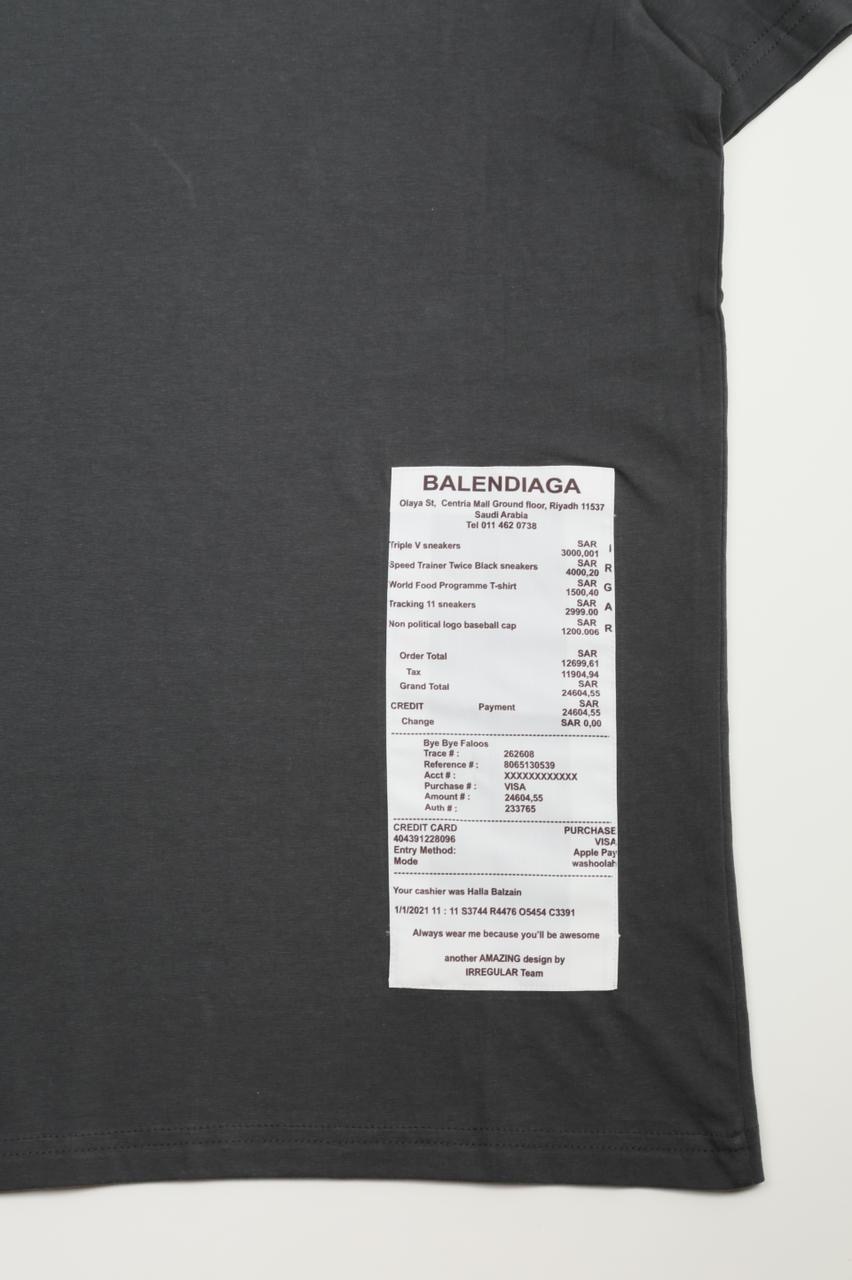 BALENDIAGA
Olaya St, Centria Mall Ground floor, Riyadh 11537
Saudi Arabia
Tel 011 462 0738
Triple V sneakers SAR 3000,001 I
Speed Trainer Twice Black sneakers SAR 4000,20 R
World Food Programme T-shirt SAR 1500,40 G
Tracking 11 sneakers SAR 2999.00 A
Non political logo baseball cap SAR 1200.006 R
Order Total SAR 12699,61
Tax 11904,94
Grand Total SAR 24604,55
CREDIT Payment SAR 24604,55
Change SAR 0,00
Bye Bye Faloos
Trace # : 262608
Reference # : 8065130539
Acct # : XXXXXXXXXXXX
Purchase # : VISA
Amount # : 24604,55
Auth # : 233765
CREDIT CARD PURCHASE
404391228096 VISA
Entry Method: Apple Pay
Mode washoolah
Your cashier was Halla Balzain
1/1/2021 11 : 11 S3744 R4476 O5454 C3391
Always wear me because you'll be awesome
another AMAZING design by
IRREGULAR Team